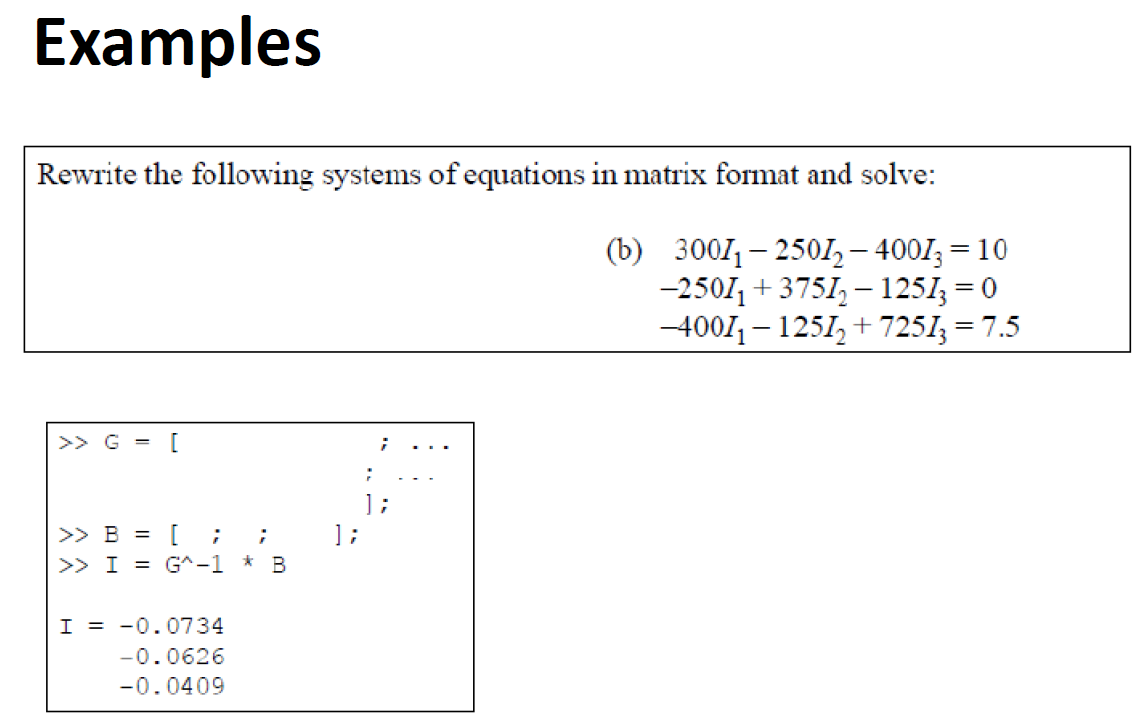 Examples
Rewrite the following systems of equations in matrix format and solve:
(b) 300I₁ – 250I₂ – 400I₃ = 10
–250I₁ + 375I₂ – 125I₃ = 0
–400I₁ – 125I₂ + 725I₃ = 7.5
>> G = [ ; ...
; ...
];
>> B = [ ; ; ];
>> I = G^-1 * B
I = -0.0734
-0.0626
-0.0409